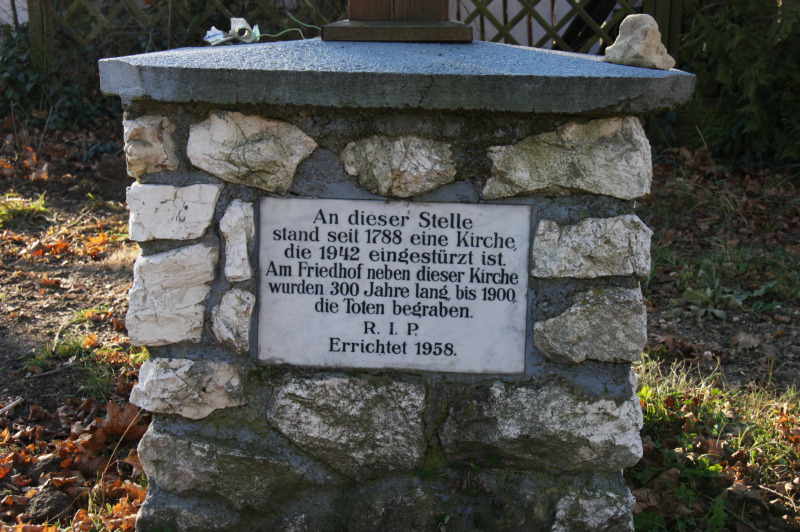 An dieser Stelle
stand seit 1788 eine Kirche,
die 1942 eingestürzt ist.
Am Friedhof neben dieser Kirche
wurden 300 Jahre lang, bis 1900,
die Toten begraben.
R. I. P.
Errichtet 1958.